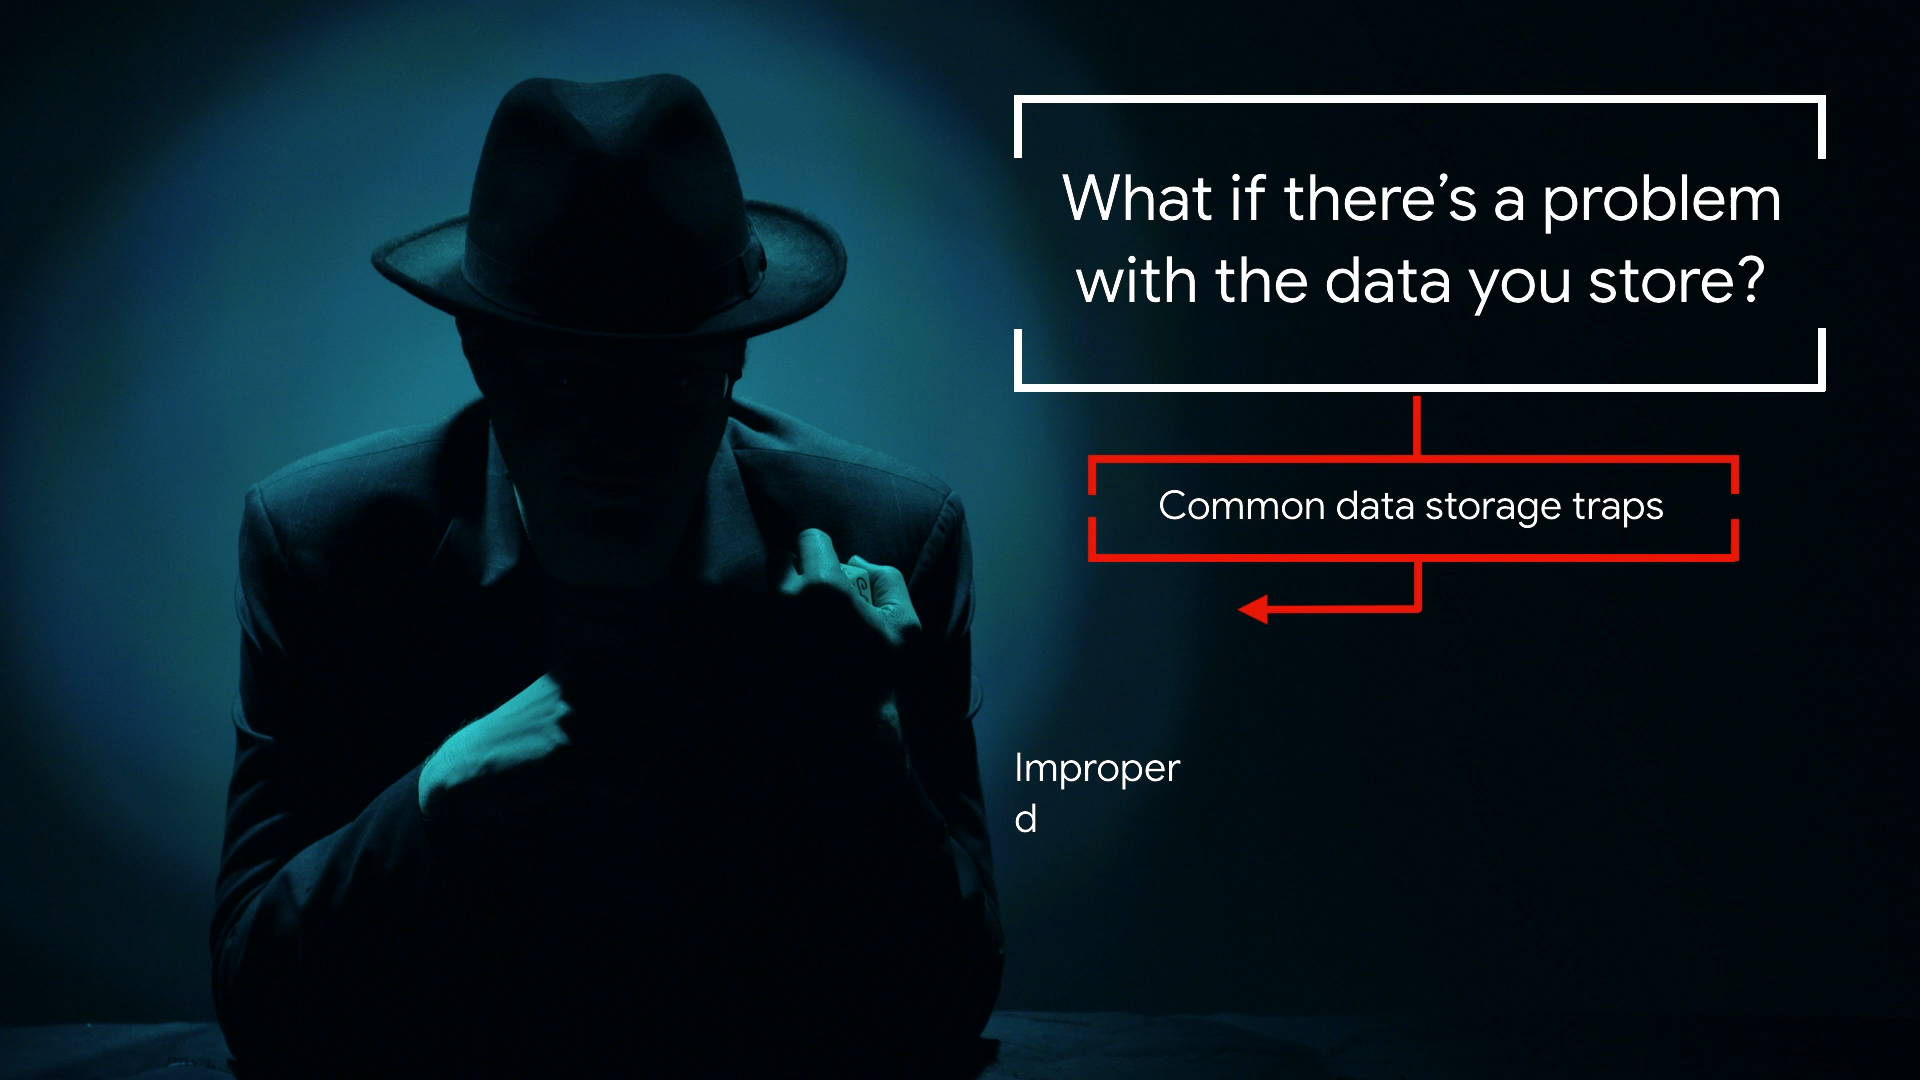 What if there’s a problem
with the data you store?
Common data storage traps
Improper
d